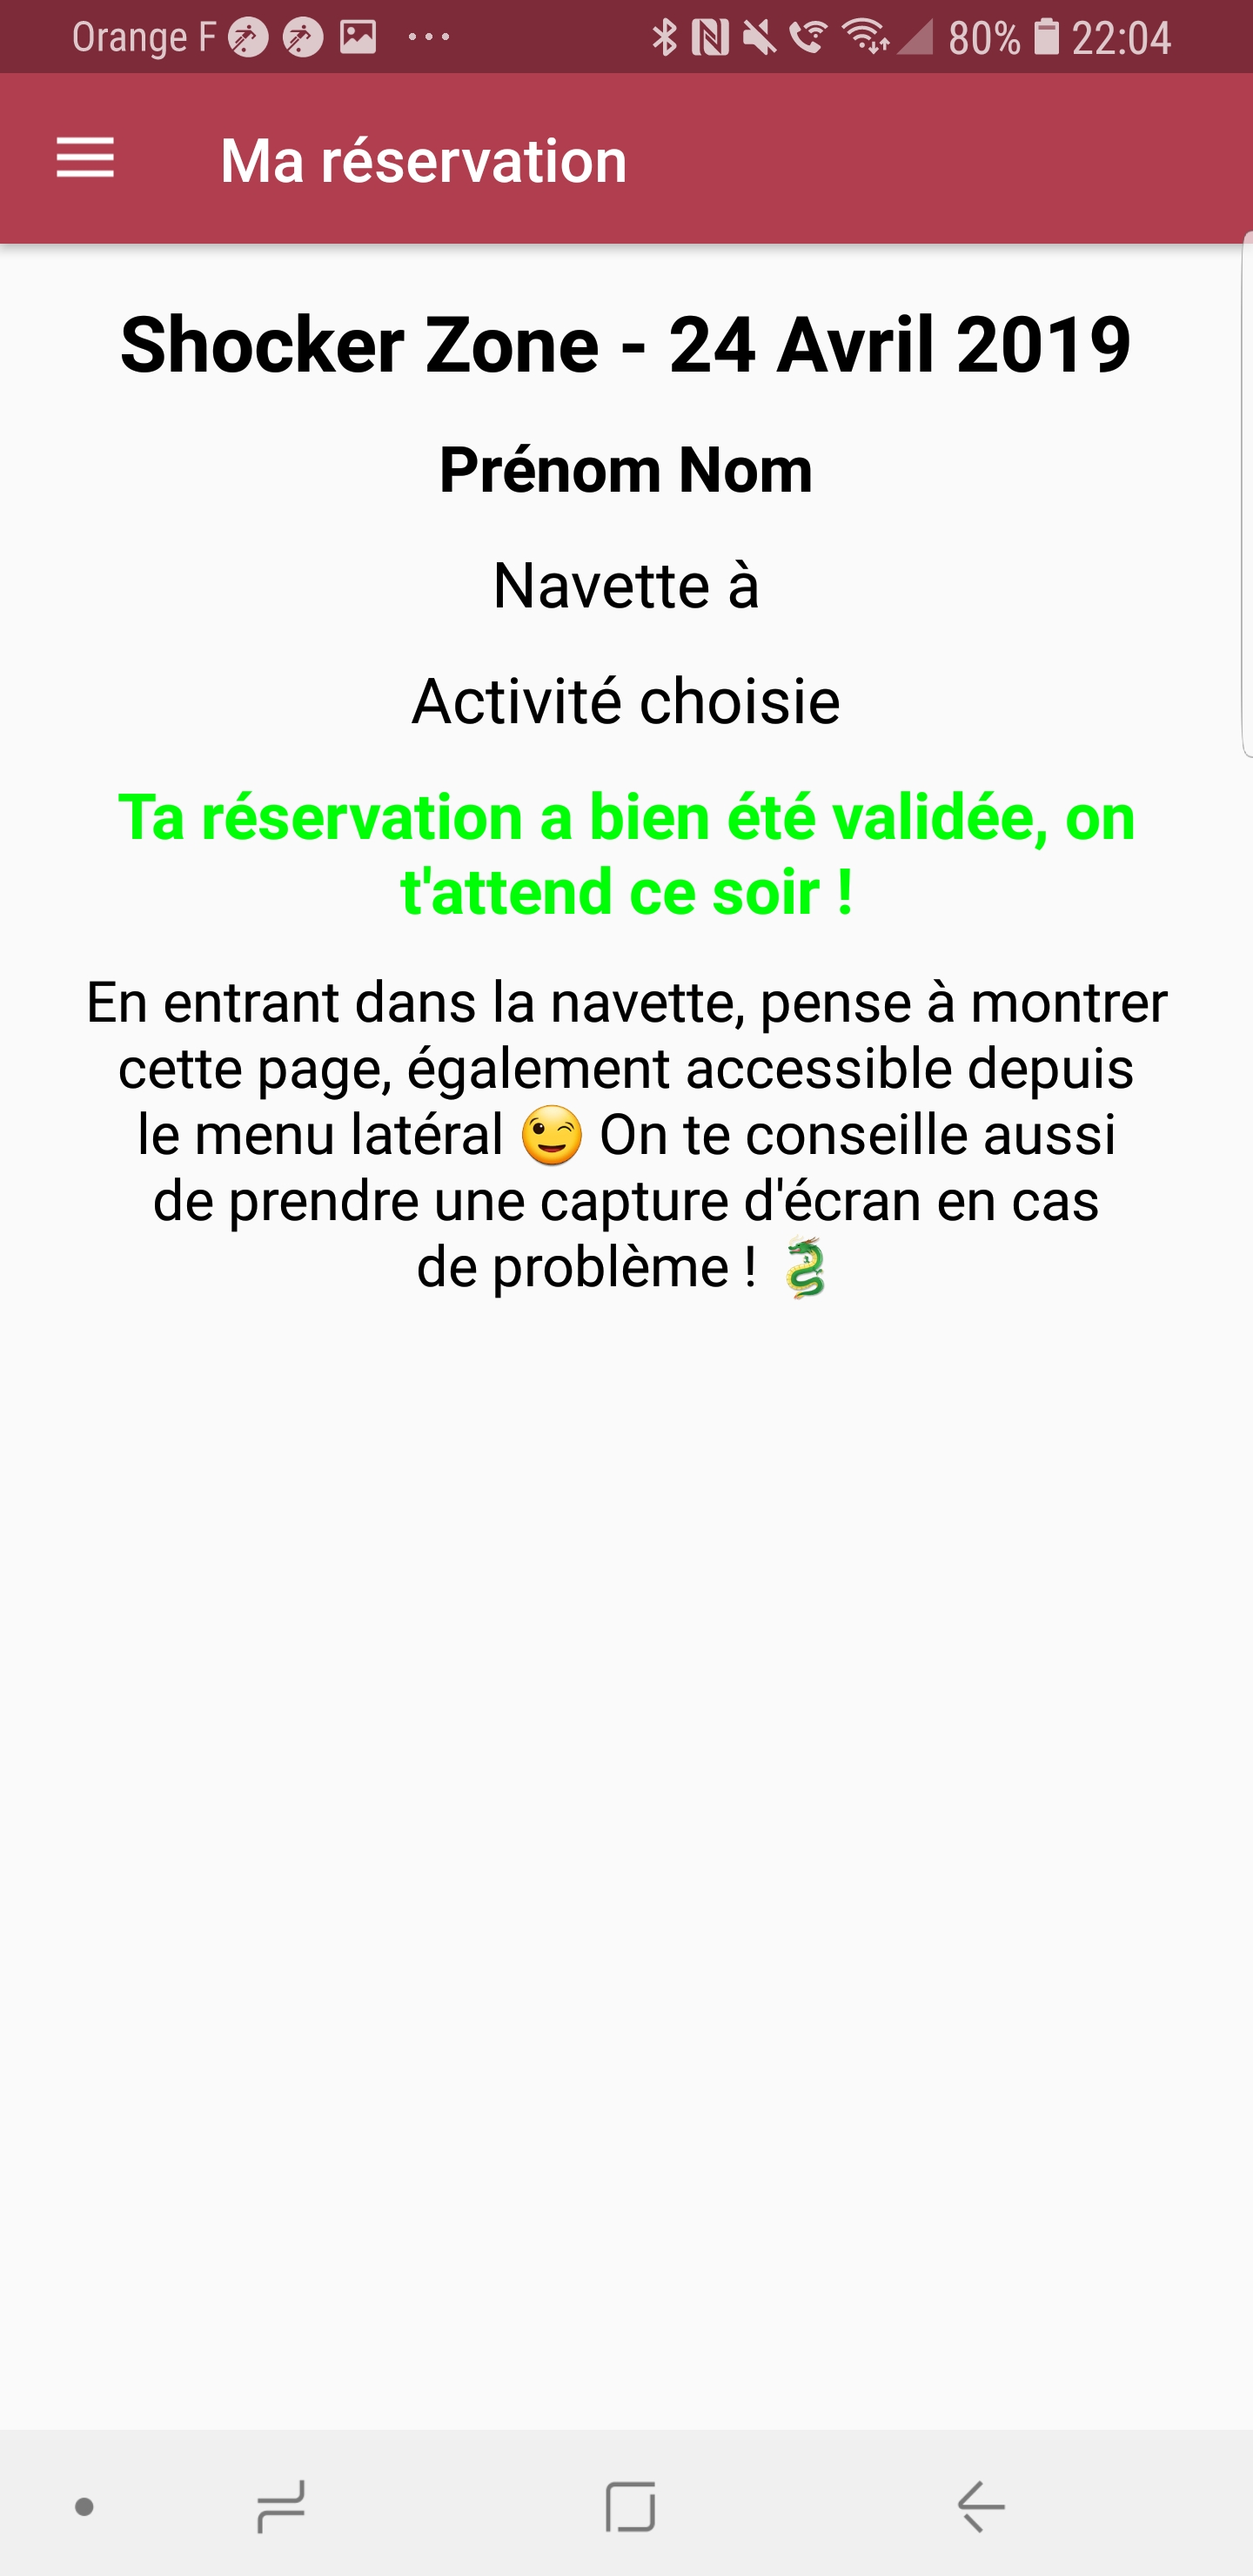 Orange F 80% 22:04
Ma réservation
Shocker Zone - 24 Avril 2019
Prénom Nom
Navette à
Activité choisie
Ta réservation a bien été validée, on
t'attend ce soir !
En entrant dans la navette, pense à montrer
cette page, également accessible depuis
le menu latéral 😉 On te conseille aussi
de prendre une capture d'écran en cas
de problème ! 🐉